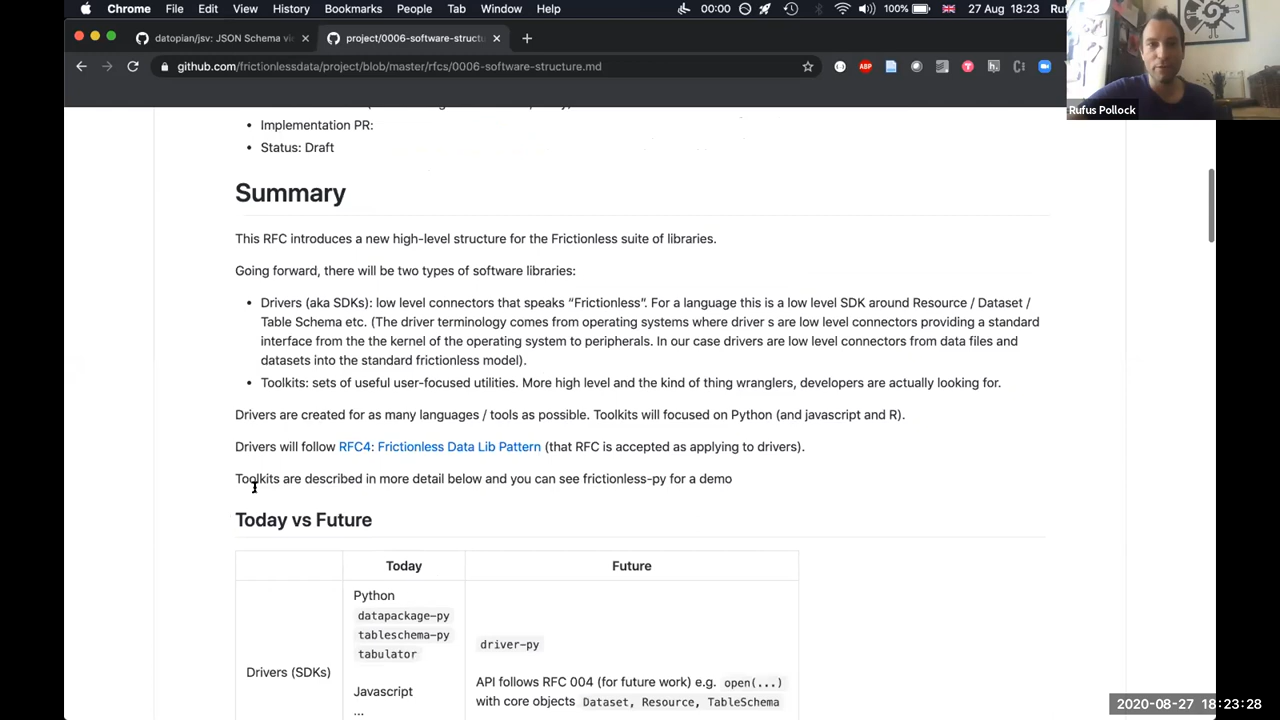 Chrome File Edit View History Bookmarks People Tab Window Help 00:00 100% 27 Aug 18:23
datopian/jsv: JSON Schema
github.com/frictionlessdata/project/blob/master/rfcs/0006-software-structure.md
ABP
Rufus Pollock
• Implementation PR:
• Status: Draft
Summary
This RFC introduces a new high-level structure for the Frictionless suite of libraries.
Going forward, there will be two types of software libraries:
• Drivers (aka SDKs): low level connectors that speaks “Frictionless”. For a language this is a low level SDK around Resource / Dataset /
Table Schema etc. (The driver terminology comes from operating systems where driver s are low level connectors providing a standard
interface from the the kernel of the operating system to peripherals. In our case drivers are low level connectors from data files and
datasets into the standard frictionless model).
• Toolkits: sets of useful user-focused utilities. More high level and the kind of thing wranglers, developers are actually looking for.
Drivers are created for as many languages / tools as possible. Toolkits will focused on Python (and javascript and R).
Drivers will follow RFC4: Frictionless Data Lib Pattern (that RFC is accepted as applying to drivers).
Toolkits are described in more detail below and you can see frictionless-py for a demo
Today vs Future
Today Future
Python
datapackage-py
tableschema-py
tabulator
driver-py
Drivers (SDKs)
API follows RFC 004 (for future work) e.g. open(...)
Javascript
with core objects Dataset, Resource, TableSchema
...
2020-08-27 18:23:28